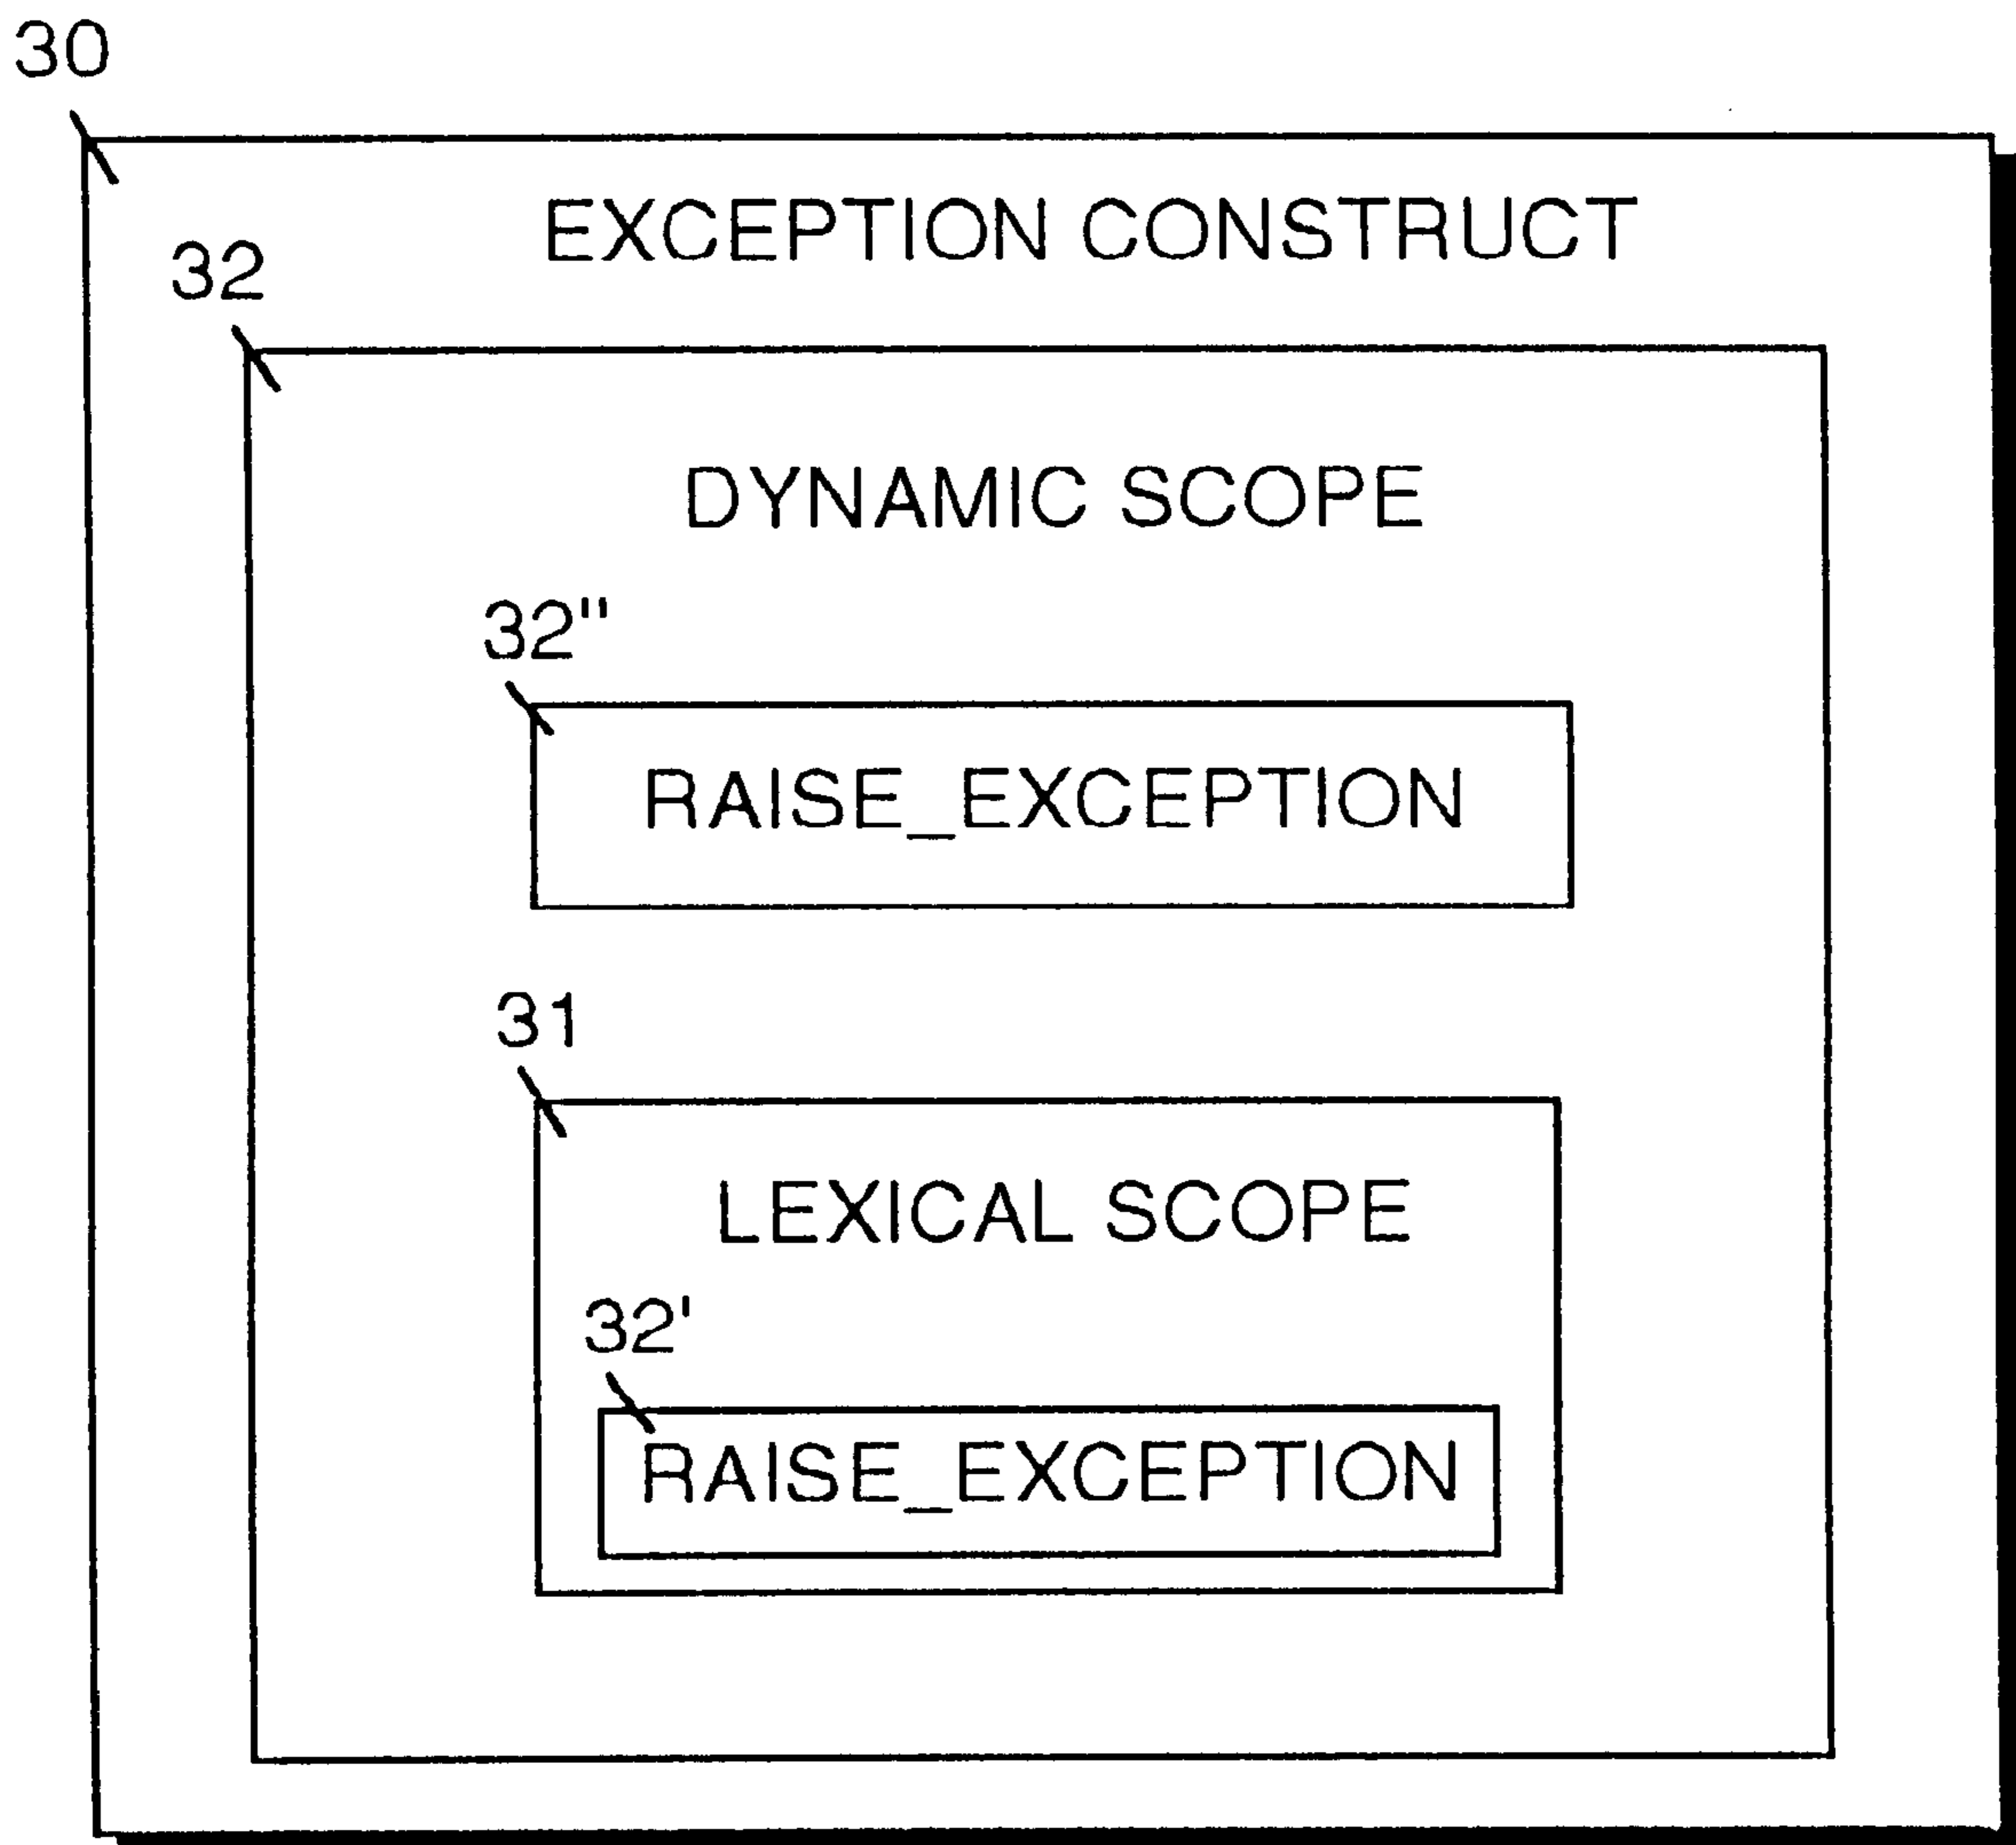 30
EXCEPTION CONSTRUCT
32
DYNAMIC SCOPE
32"
RAISE_EXCEPTION
31
LEXICAL SCOPE
32'
RAISE_EXCEPTION